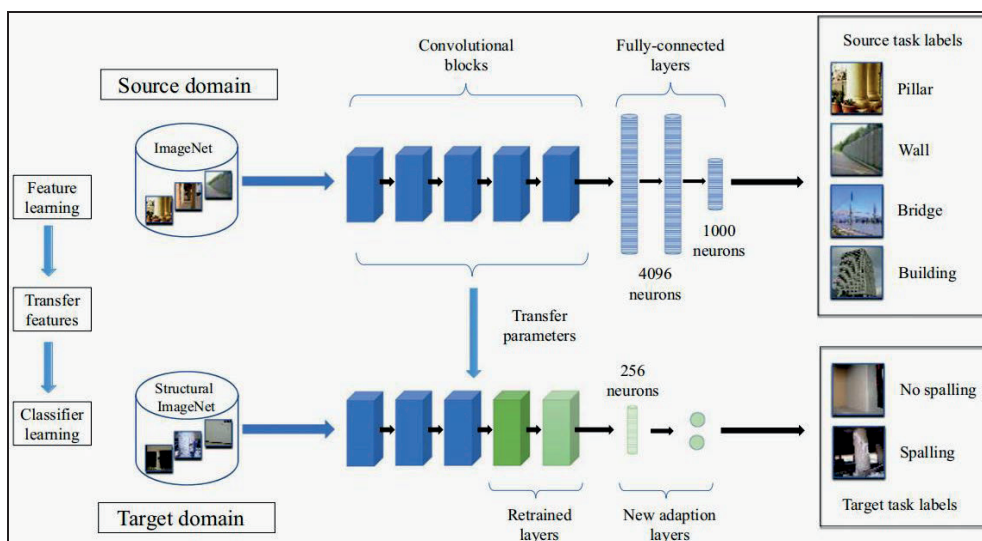 Source domain
ImageNet
Feature
learning
Transfer
features
Classifier
learning
Convolutional
blocks
Fully-connected
layers
4096
neurons
1000
neurons
Source task labels
Pillar
Wall
Bridge
Building
Transfer
parameters
Structural
ImageNet
Target domain
256
neurons
Retrained
layers
New adaption layers
No spalling
Spalling
Target task labels